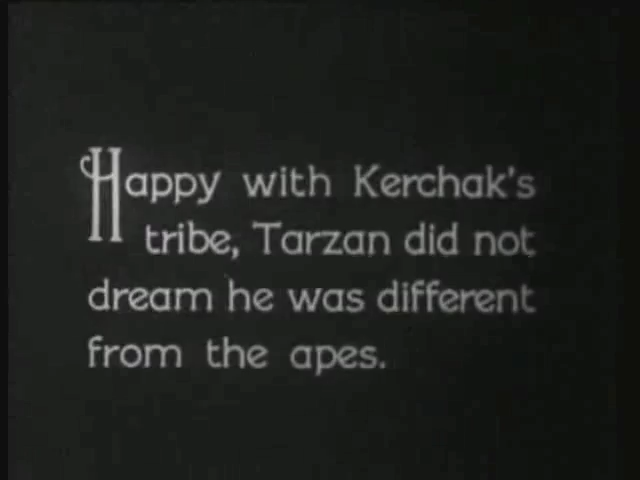 Happy with Kerchak's
tribe, Tarzan did not
dream he was different
from the apes.